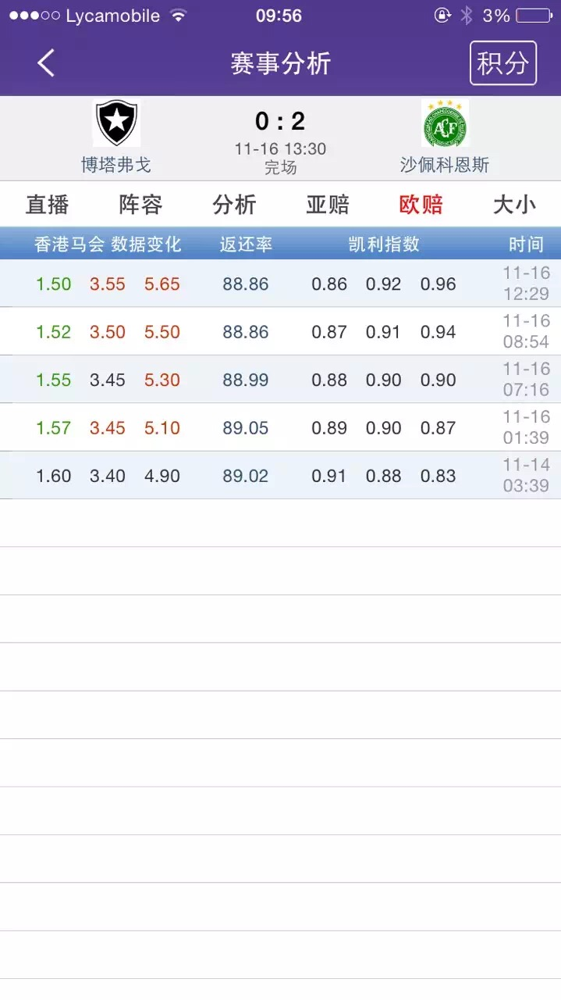 Lycamobile 09:56 3%
赛事分析 积分
0 : 2
11-16 13:30
博塔弗戈 完场 沙佩科恩斯
直播 阵容 分析 亚赔 欧赔 大小
香港马会 数据变化 返还率 凯利指数 时间
1.50 3.55 5.65 88.86 0.86 0.92 0.96 11-16 12:29
1.52 3.50 5.50 88.86 0.87 0.91 0.94 11-16 08:54
1.55 3.45 5.30 88.99 0.88 0.90 0.90 11-16 07:16
1.57 3.45 5.10 89.05 0.89 0.90 0.87 11-16 01:39
1.60 3.40 4.90 89.02 0.91 0.88 0.83 11-14 03:39